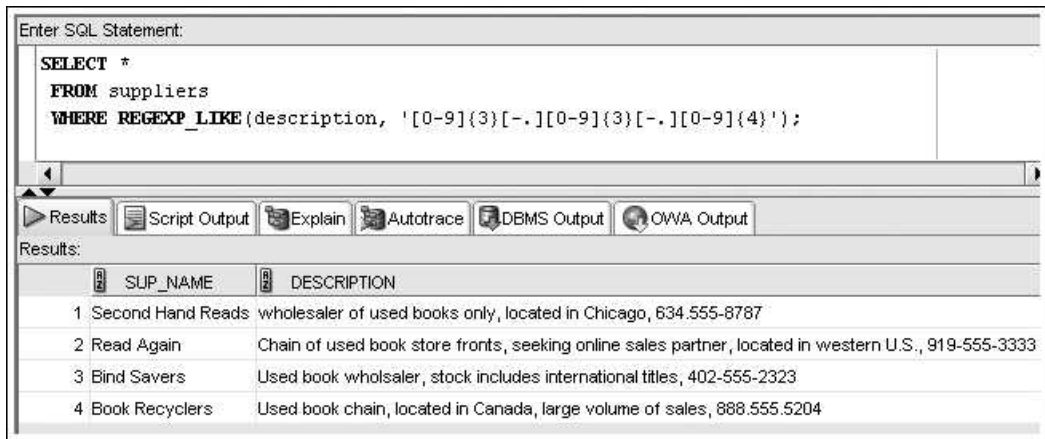 Enter SQL Statement:
SELECT *
FROM suppliers
WHERE REGEXP_LIKE(description, '[0-9]{3}[-.][0-9]{3}[-.][0-9]{4}');
Results Script Output Explain Autotrace DBMS Output OWA Output
Results:
SUP_NAME DESCRIPTION
1 Second Hand Reads wholesaler of used books only, located in Chicago, 634.555-8787
2 Read Again Chain of used book store fronts, seeking online sales partner, located in western U.S., 919-555-3333
3 Bind Savers Used book wholsaler, stock includes international titles, 402-555-2323
4 Book Recyclers Used book chain, located in Canada, large volume of sales, 888.555.5204